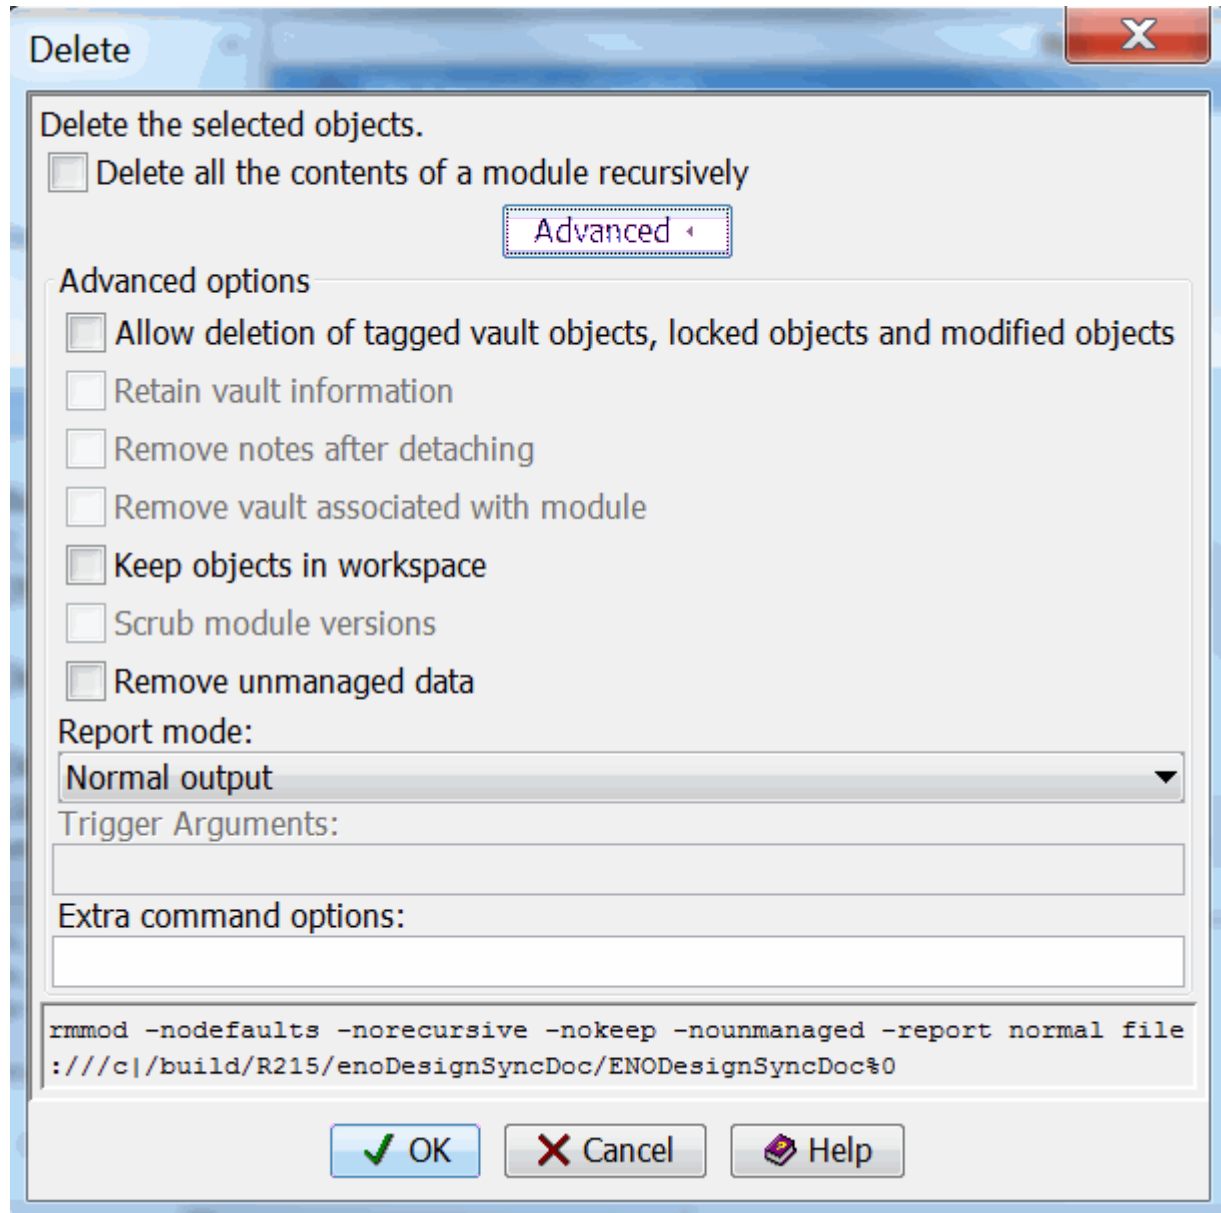 Delete
Delete the selected objects.
Delete all the contents of a module recursively
Advanced
Advanced options
Allow deletion of tagged vault objects, locked objects and modified objects
Retain vault information
Remove notes after detaching
Remove vault associated with module
Keep objects in workspace
Scrub module versions
Remove unmanaged data
Report mode:
Normal output
Trigger Arguments:
Extra command options:
rmmod -nodefaults -norecursive -nokeep -nounmanaged -report normal file
:///c|/build/R215/enoDesignSyncDoc/ENODesignSyncDoc%0
OK Cancel Help